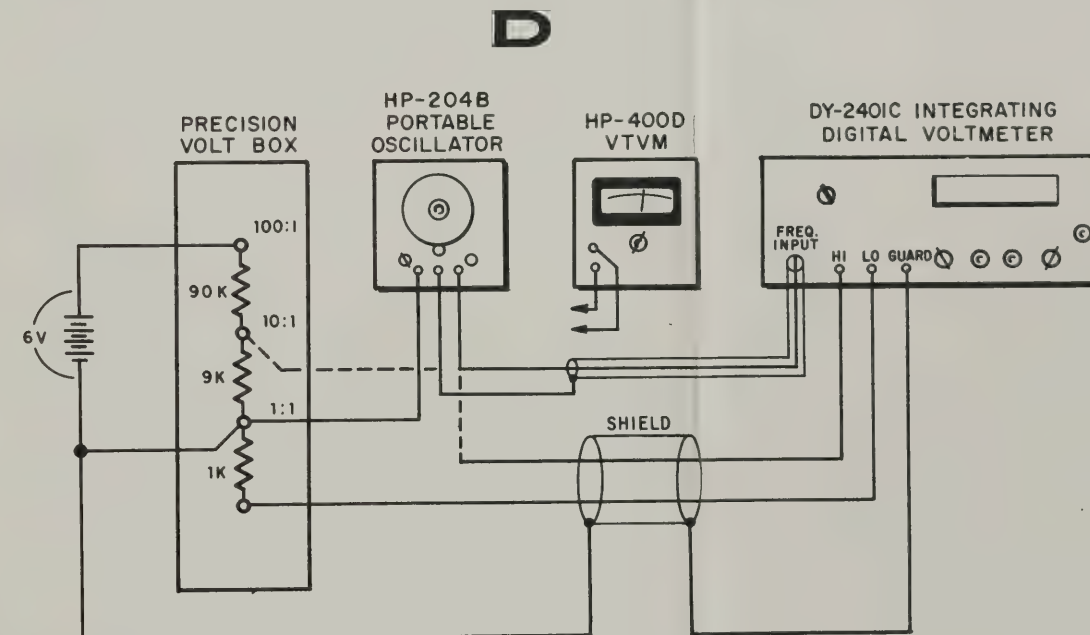 D
HP-204B
PORTABLE
OSCILLATOR
PRECISION
VOLT BOX
HP-400D
VTVM
DY-2401C INTEGRATING
DIGITAL VOLTMETER
100:1
90K
10:1
6V
9K
1:1
1K
FREQ.
INPUT
HI LO GUARD
SHIELD